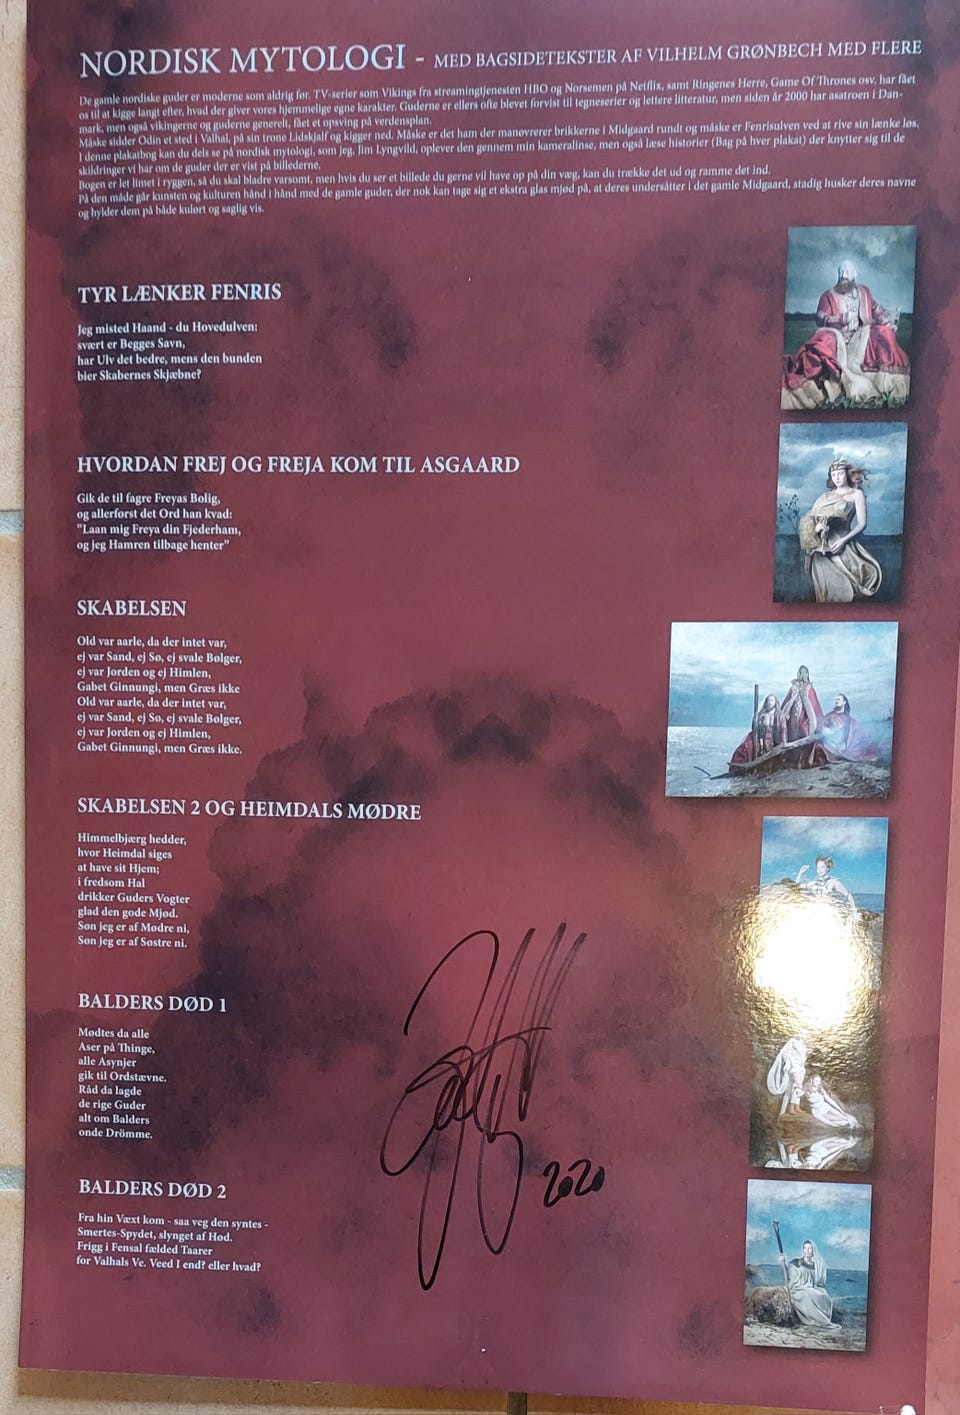 NORDISK MYTOLOGI - MED BAGSIDETEKSTER AF VILHELM GRØNBECH MED FLERE
De gamle nordiske guder er moderne som aldrig før. TV-serier som Vikings fra streamingtjenesten HBO og Norsemen på Netflix, samt Ringenes Herre, Game Of Thrones osv. har fået
os til at kigge langt efter, hvad der giver vores hjemmelige egne karakter. Guderne er ellers ofte blevet forvist til tegneserier og lettere litteratur, men siden år 2000 har asatroen i Dan-
mark, men også vikingerne og guderne generelt, fået et opsving på verdensplan.
Måske sidder Odin et sted i Valhal, på sin trone Lidskjalf og kigger ned. Måske er det ham der manøvrerer brikkerne i Midgaard rundt og måske er Fenrisulven ved at rive sin lænke løs.
I denne plakatbog kan du dels se på nordisk mytologi, som jeg, Jim Lyngvild, oplever den gennem min kameralinse, men også læse historier (Bag på hver plakat) der knytter sig til de
skildringer vi har om de guder der er vist på billederne.
Bogen er let limet i ryggen, så du skal bladre varsomt, men hvis du ser et billede du gerne vil have op på din væg, kan du trække det ud og ramme det ind.
På den måde går kunsten og kulturen hånd i hånd med de gamle guder, der nok kan tage sig et ekstra glas mjød på, at deres undersåtter i det gamle Midgaard, stadig husker deres navne
og hylder dem på både kulørt og saglig vis.
TYR LÆNKER FENRIS
Jeg misted Haand - du Hovedulven:
svært er Begges Savn,
har Ulv det bedre, mens den bunden
bier Skabernes Skjæbne?
HVORDAN FREJ OG FREJA KOM TIL ASGAARD
Gik de til fagre Freyas Bolig,
og allerførst det Ord han kvad:
"Laan mig Freya din Fjederham,
og jeg Hamren tilbage henter"
SKABELSEN
Old var aarle, da der intet var,
ej var Sand, ej Sø, ej svale Bølger,
ej var Jorden og ej Himlen,
Gabet Ginnungi, men Græs ikke
Old var aarle, da der intet var,
ej var Sand, ej Sø, ej svale Bølger,
ej var Jorden og ej Himlen,
Gabet Ginnungi, men Græs ikke.
SKABELSEN 2 OG HEIMDALS MØDRE
Himmelbjærg hedder,
hvor Heimdal siges
at have sit Hjem;
i fredsom Hal
drikker Guders Vogter
glad den gode Mjød.
Søn jeg er af Mødre ni,
Søn jeg er af Søstre ni.
BALDERS DØD 1
Mødtes da alle
Aser på Thinge,
alle Asynjer
gik til Ordstævne.
Råd da lagde
de rige Guder
alt om Balders
onde Drömme.
2020
BALDERS DØD 2
Fra hin Væxt kom - saa veg den syntes -
Smertes-Spydet, slynget af Hød.
Frigg i Fensal fælded Taarer
for Valhals Ve. Veed I end? eller hvad?